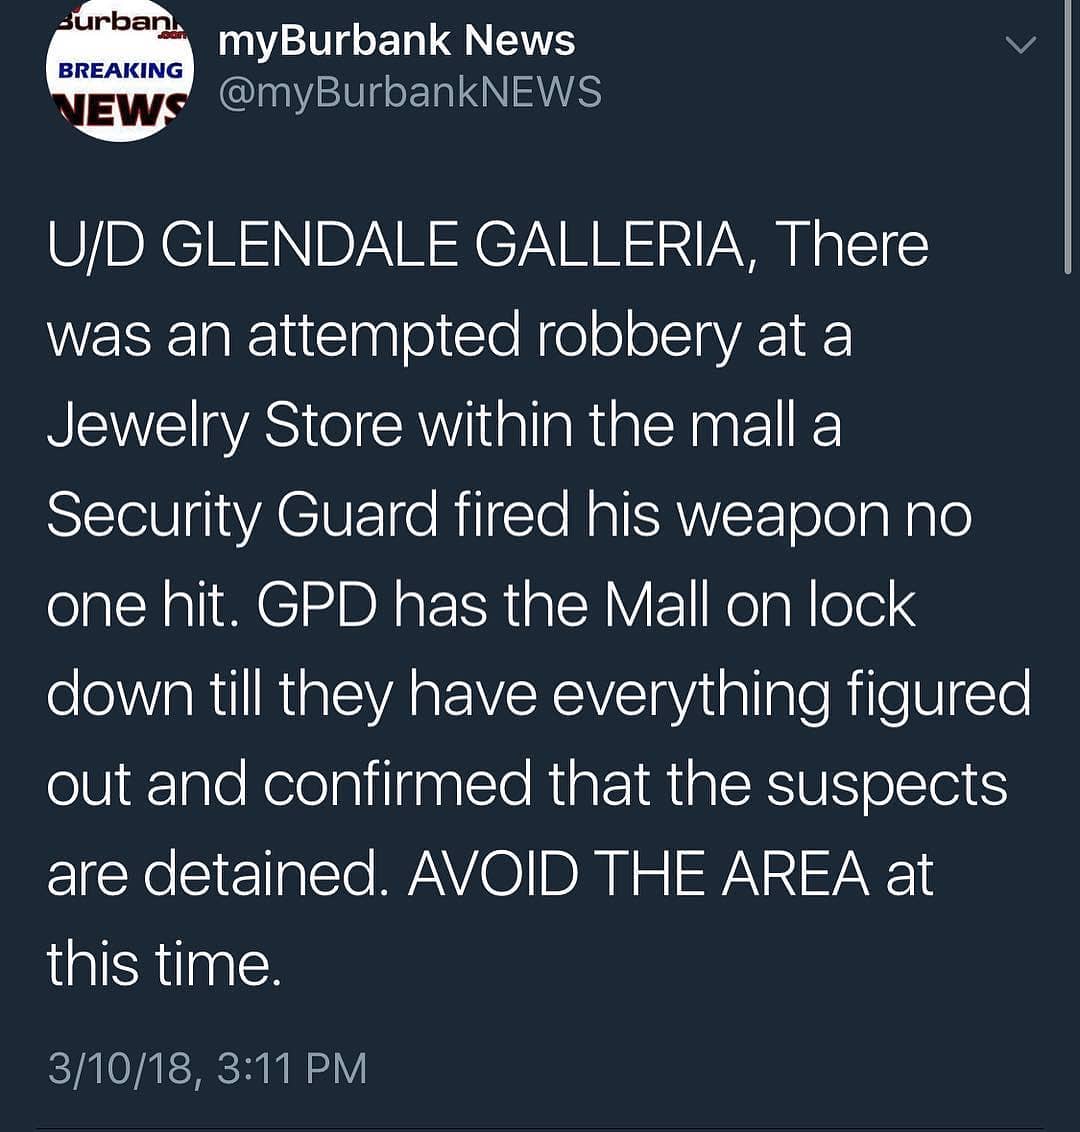 Burbank
.com
BREAKING
NEWS
myBurbank News
@myBurbankNEWS
U/D GLENDALE GALLERIA, There
was an attempted robbery at a
Jewelry Store within the mall a
Security Guard fired his weapon no
one hit. GPD has the Mall on lock
down till they have everything figured
out and confirmed that the suspects
are detained. AVOID THE AREA at
this time.
3/10/18, 3:11 PM